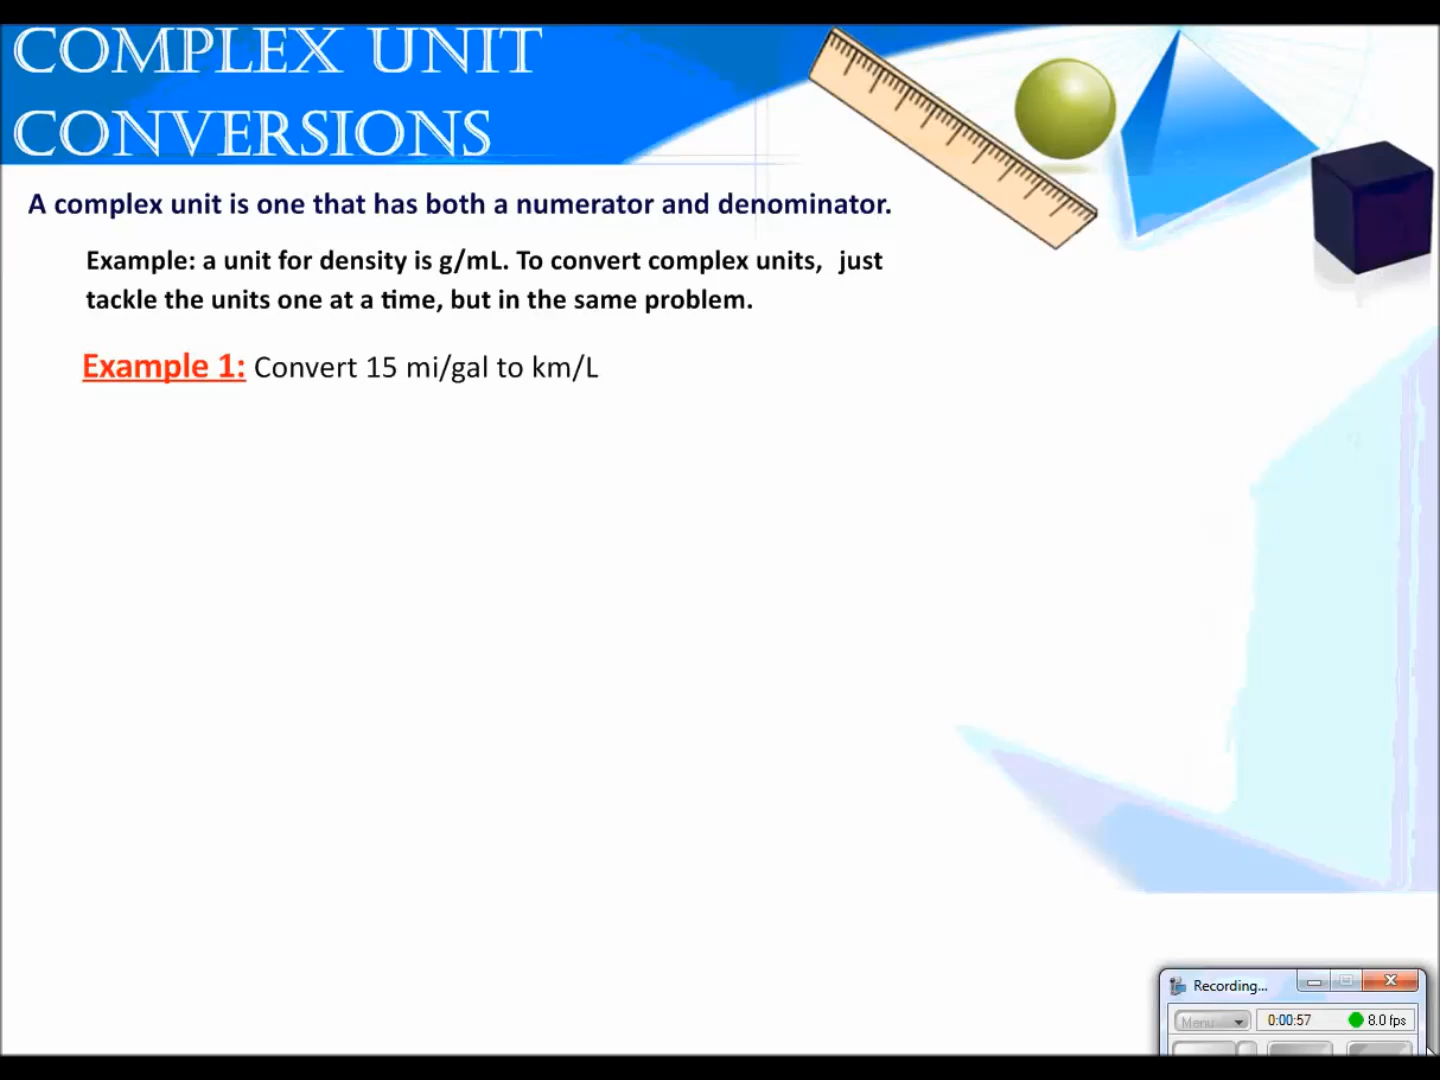 COMPLEX UNIT
CONVERSIONS
A complex unit is one that has both a numerator and denominator.
Example: a unit for density is g/mL. To convert complex units, just
tackle the units one at a time, but in the same problem.
Example 1: Convert 15 mi/gal to km/L
Recording...
Menu 0:00:57 8.0 fps